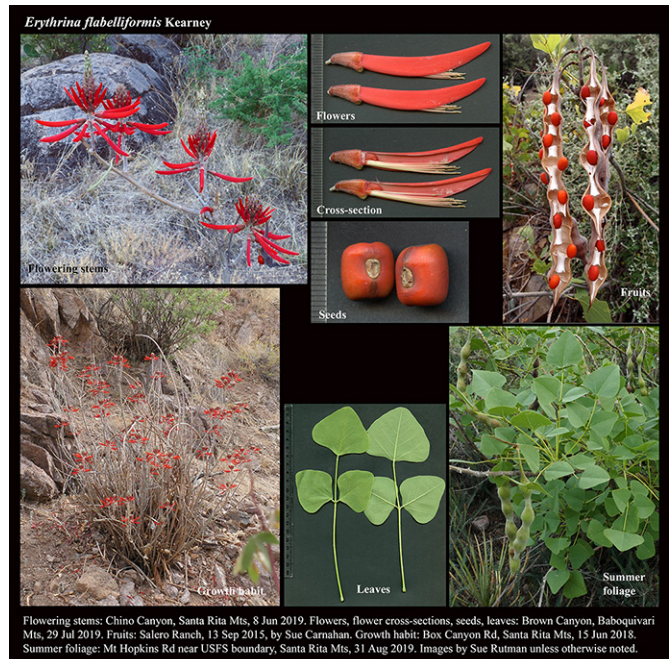 Erythrina flabelliformis Kearney
Flowering stems
Flowers
Cross-section
Seeds
Fruits
Growth habit
Leaves
Summer
foliage
Flowering stems: Chino Canyon, Santa Rita Mts, 8 Jun 2019. Flowers, flower cross-sections, seeds, leaves: Brown Canyon, Baboquivari
Mts, 29 Jul 2019. Fruits: Salero Ranch, 13 Sep 2015, by Sue Carnahan. Growth habit: Box Canyon Rd, Santa Rita Mts, 15 Jun 2018.
Summer foliage: Mt Hopkins Rd near USFS boundary, Santa Rita Mts, 31 Aug 2019. Images by Sue Rutman unless otherwise noted.